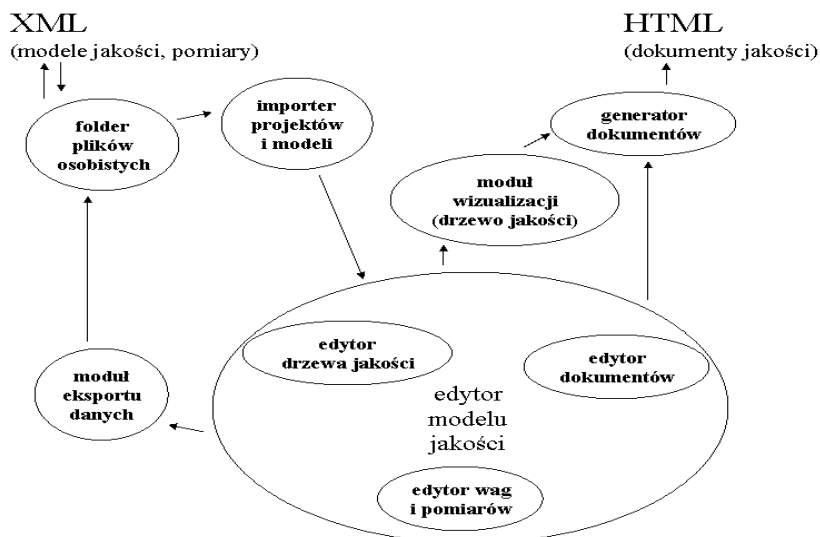 XML
(modele jakości, pomiary)
HTML
(dokumenty jakości)
folder
plików
osobistych
importer
projektów
i modeli
generator
dokumentów
moduł
wizualizacji
(drzewo jakości)
edytor
drzewa jakości
edytor
dokumentów
moduł
eksportu
danych
edytor
modelu
jakości
edytor wag
i pomiarów